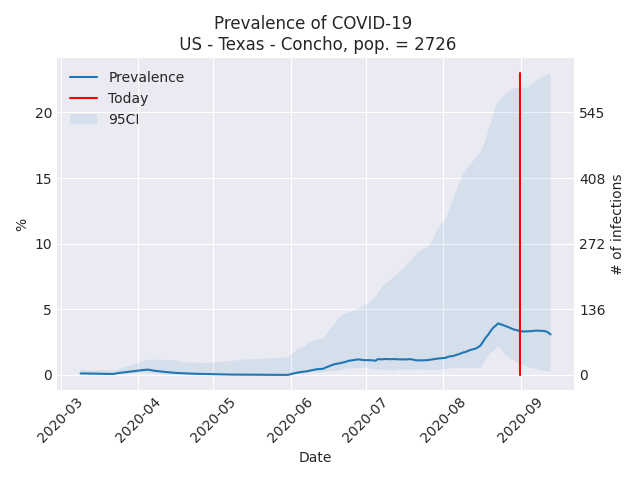 Prevalence of COVID-19
US - Texas - Concho, pop. = 2726
Prevalence
Today
95CI
%
20
15
10
5
0
545
408
272
136
0
# of infections
2020-03
2020-04
2020-05
2020-06
2020-07
2020-08
2020-09
Date